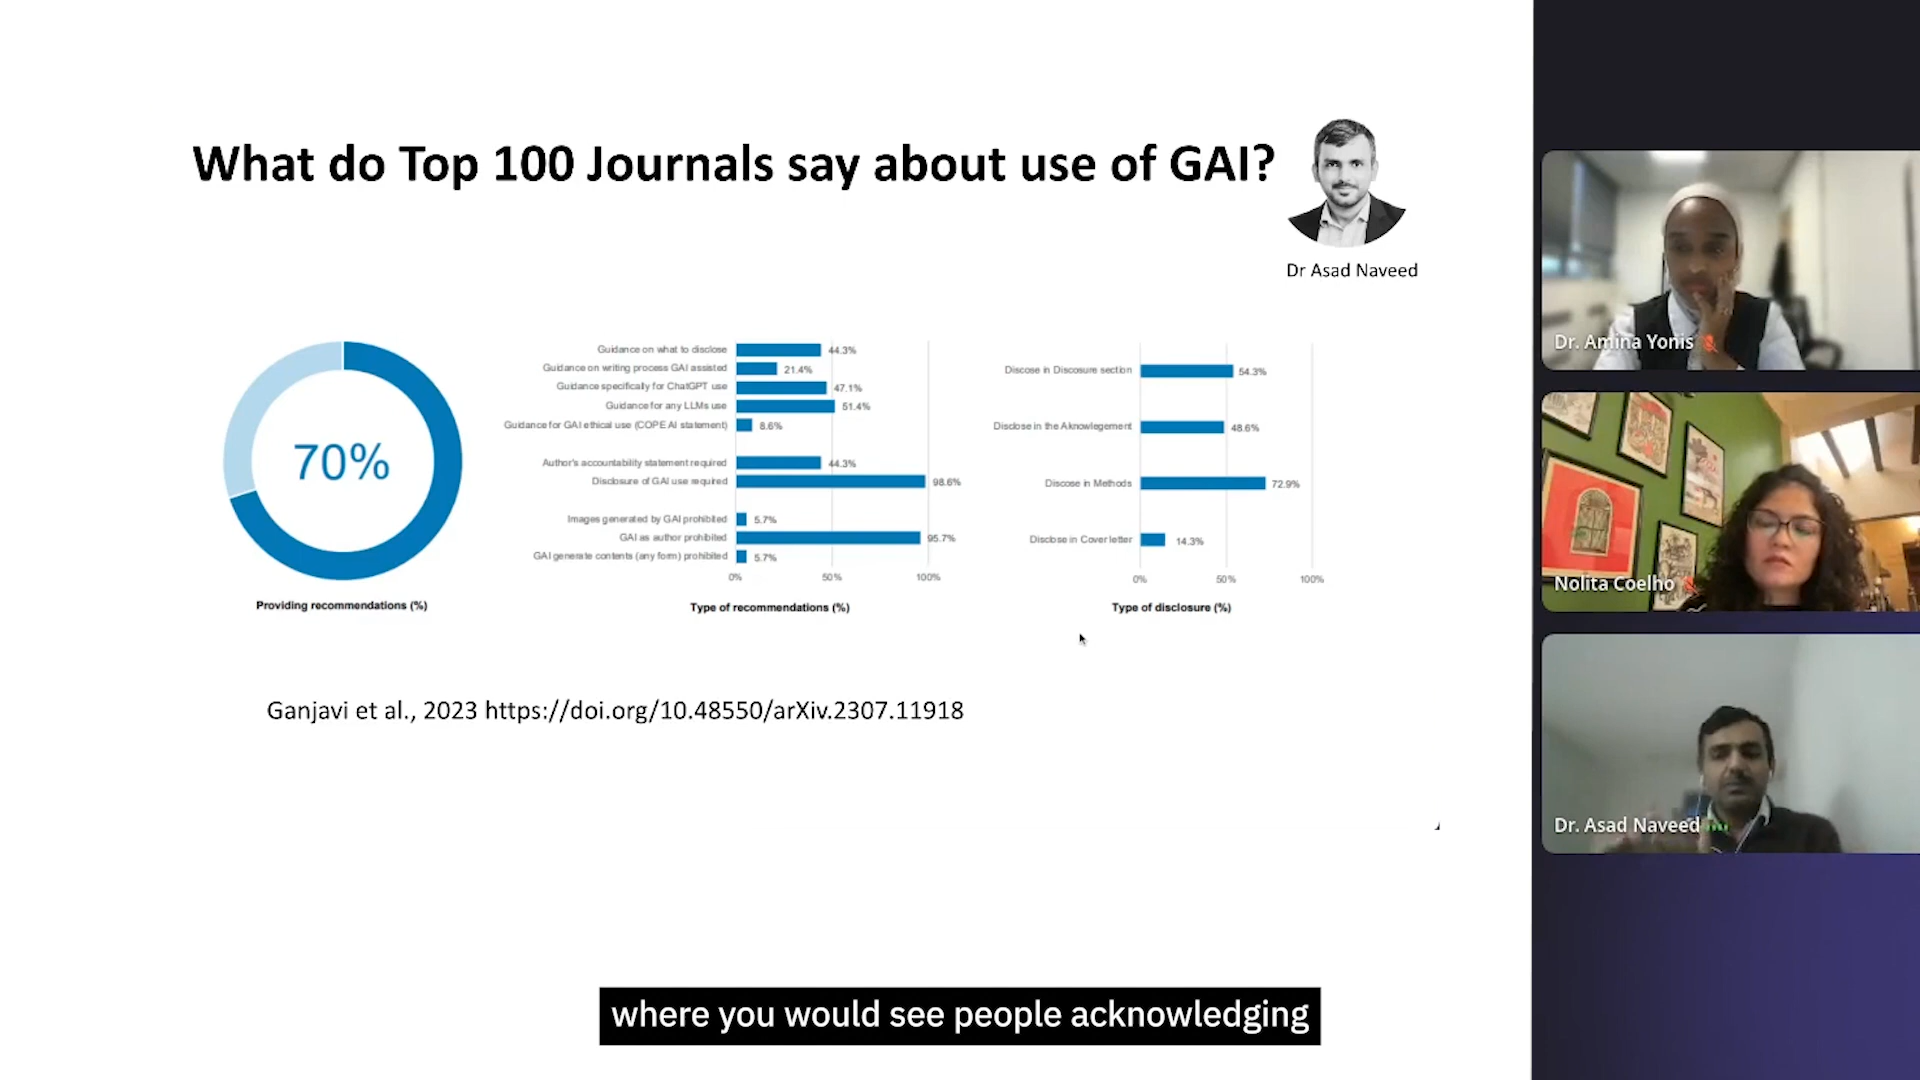 What do Top 100 Journals say about use of GAI?
Dr Asad Naveed
70%
Providing recommendations (%)
Guidance on what to disclose 44.3%
Guidance on writing process GAI assisted 21.4%
Guidance specifically for ChatGPT use 47.1%
Guidance for any LLMs use 51.4%
Guidance for GAI ethical use (COPE AI statement) 8.6%
Author's accountability statement required 44.3%
Disclosure of GAI use required 98.6%
Images generated by GAI prohibited 5.7%
GAI as author prohibited 95.7%
GAI generate contents (any form) prohibited 5.7%
0% 50% 100%
Type of recommendations (%)
Discose in Discosure section 54.3%
Disclose in the Aknowlegement 48.6%
Discose in Methods 72.9%
Disclose in Cover letter 14.3%
0% 50% 100%
Type of disclosure (%)
Ganjavi et al., 2023 https://doi.org/10.48550/arXiv.2307.11918
Dr. Amina Yonis
Nolita Coelho
Dr. Asad Naveed
where you would see people acknowledging